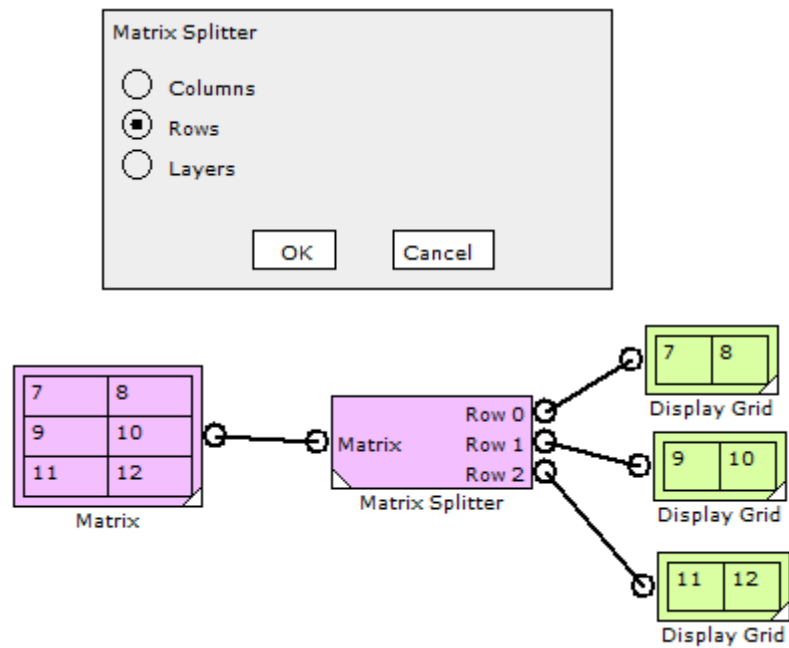 Matrix Splitter
Columns
Rows
Layers
OK Cancel
7 8
9 10
11 12
Matrix
Matrix
Row 0
Row 1
Row 2
Matrix Splitter
7 8
Display Grid
9 10
Display Grid
11 12
Display Grid